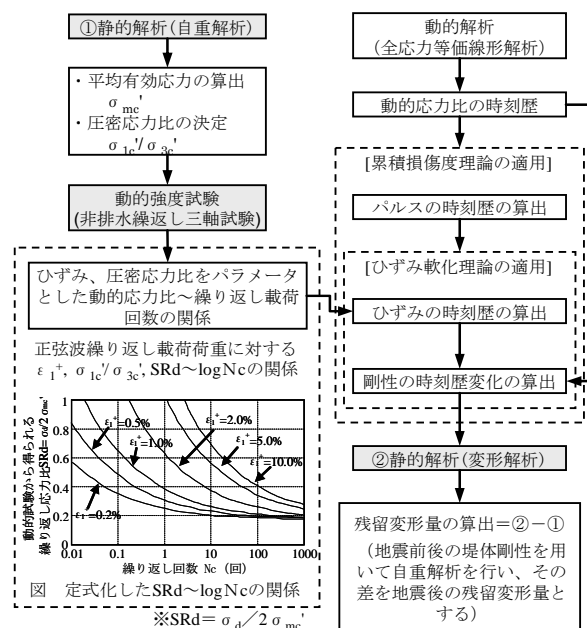 ①静的解析(自重解析)
・平均有効応力の算出
σmc'
・圧密応力比の決定
σ1c'/σ3c'
動的強度試験
(非排水繰返し三軸試験)
ひずみ、圧密応力比をパラメータ
とした動的応力比～繰り返し載荷
回数の関係
正弦波繰り返し載荷荷重に対する
ε1+, σ1c'/σ3c', SRd～logNcの関係
動的試験から得られる
繰り返し応力比SRd=σd/2σmc'
1
0.8
0.6
0.4
0.2
0
ε1+=0.5%
ε1+=2.0%
ε1+=1.0%
ε1+=5.0%
ε1+=10.0%
ε1+=0.2%
0.01
0.1
1
10
100
1000
繰り返し回数 Nc (回)
図 定式化したSRd～logNcの関係
※SRd=σd／2σmc'
動的解析
(全応力等価線形解析)
動的応力比の時刻歴
[累積損傷度理論の適用]
パルスの時刻歴の算出
[ひずみ軟化理論の適用]
ひずみの時刻歴の算出
剛性の時刻歴変化の算出
②静的解析(変形解析)
残留変形量の算出＝②－①
(地震前後の堤体剛性を用
いて自重解析を行い、その
差を地震後の残留変形量と
する)